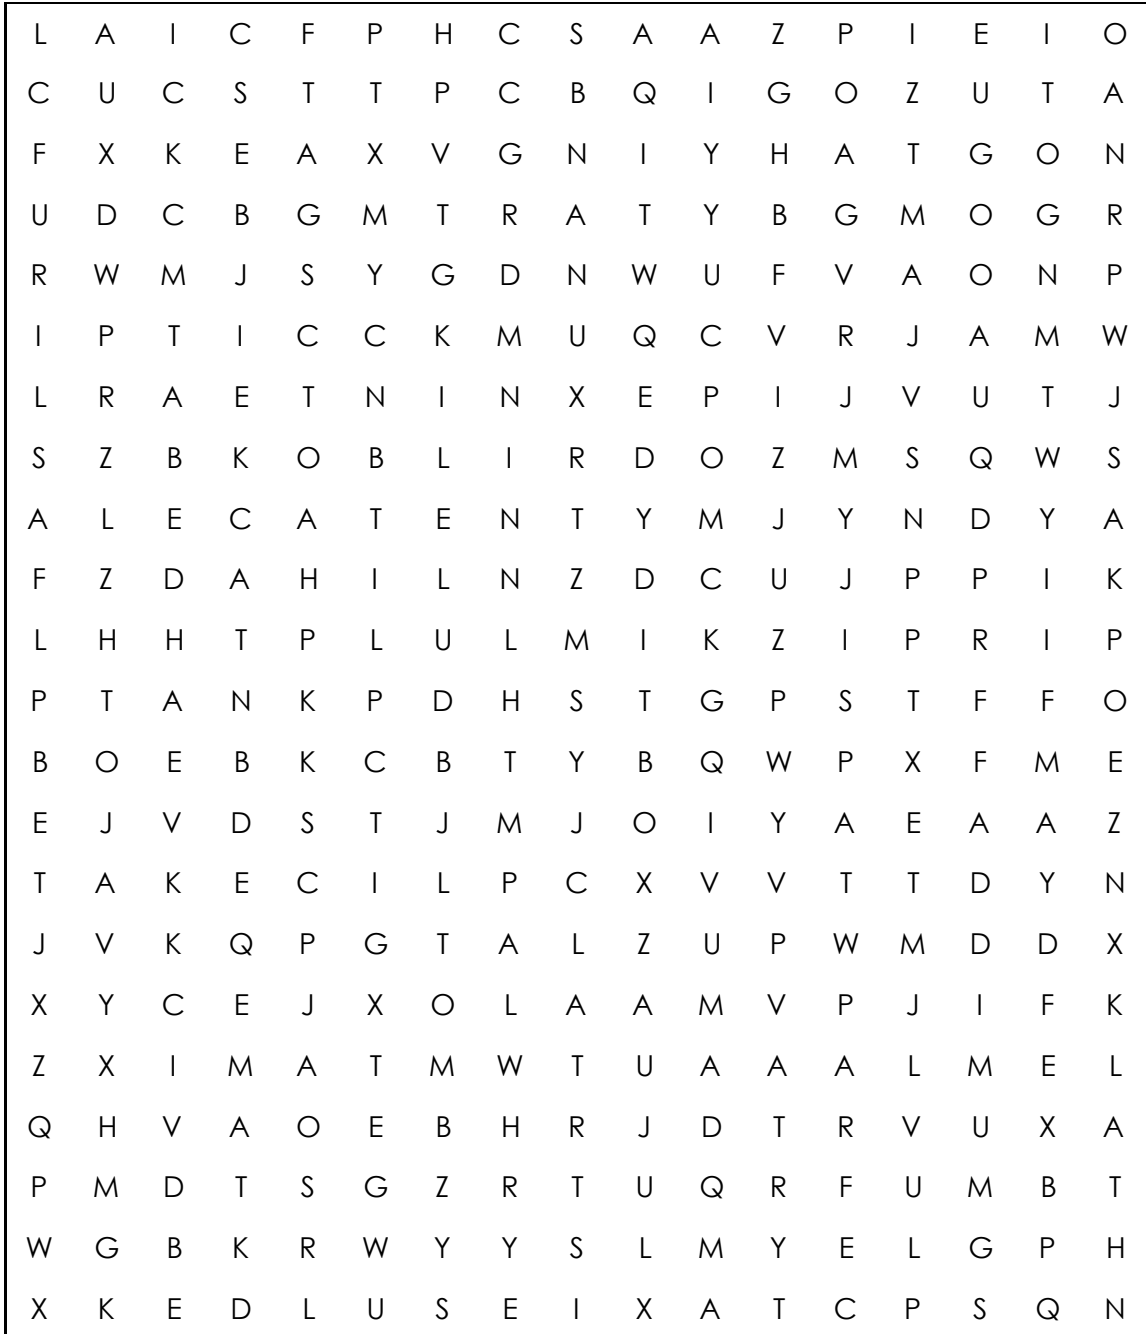 L A I C F P H C S A A Z P I E I O
C U C S T T P C B Q I G O Z U T A
F X K E A X V G N I Y H A T G O N
U D C B G M T R A T Y B G M O G R
R W M J S Y G D N W U F V A O N P
I P T I C C K M U Q C V R J A M W
L R A E T N I N X E P I J V U T J
S Z B K O B L I R D O Z M S Q W S
A L E C A T E N T Y M J Y N D Y A
F Z D A H I L N Z D C U J P P I K
L H H T P L U L M I K Z I P R I P
P T A N K P D H S T G P S T F F O
B O E B K C B T Y B Q W P X F M E
E J V D S T J M J O I Y A E A A Z
T A K E C I L P C X V V T T D Y N
J V K Q P G T A L Z U P W M D D X
X Y C E J X O L A A M V P J I F K
Z X I M A T M W T U A A A L M E L
Q H V A O E B H R J D T R V U X A
P M D T S G Z R T U Q R F U M B T
W G B K R W Y Y S L M Y E L G P H
X K E D L U S E I X A T C P S Q N